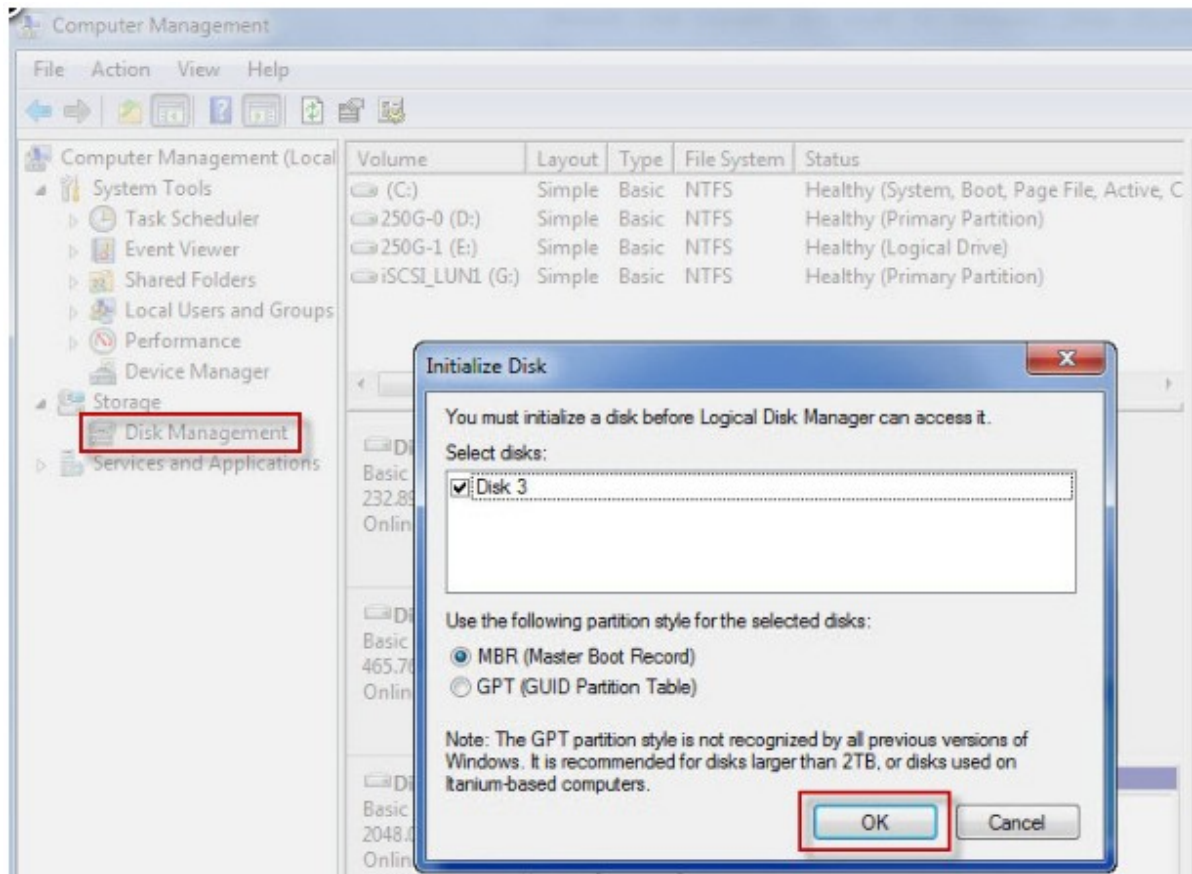 Computer Management
File Action View Help
Computer Management (Local
System Tools
Task Scheduler
Event Viewer
Shared Folders
Local Users and Groups
Performance
Device Manager
Storage
Disk Management
Services and Applications
Volume Layout Type File System Status
(C:) Simple Basic NTFS Healthy (System, Boot, Page File, Active, C
250G-0 (D:) Simple Basic NTFS Healthy (Primary Partition)
250G-1 (E:) Simple Basic NTFS Healthy (Logical Drive)
iSCSI_LUN1 (G:) Simple Basic NTFS Healthy (Primary Partition)
Di
Basic
232.89
Onlin
Di
Basic
465.76
Onlin
Di
Basic
2048.0
Onlin
Initialize Disk
You must initialize a disk before Logical Disk Manager can access it.
Select disks:
Disk 3
Use the following partition style for the selected disks:
MBR (Master Boot Record)
GPT (GUID Partition Table)
Note: The GPT partition style is not recognized by all previous versions of
Windows. It is recommended for disks larger than 2TB, or disks used on
Itanium-based computers.
OK Cancel